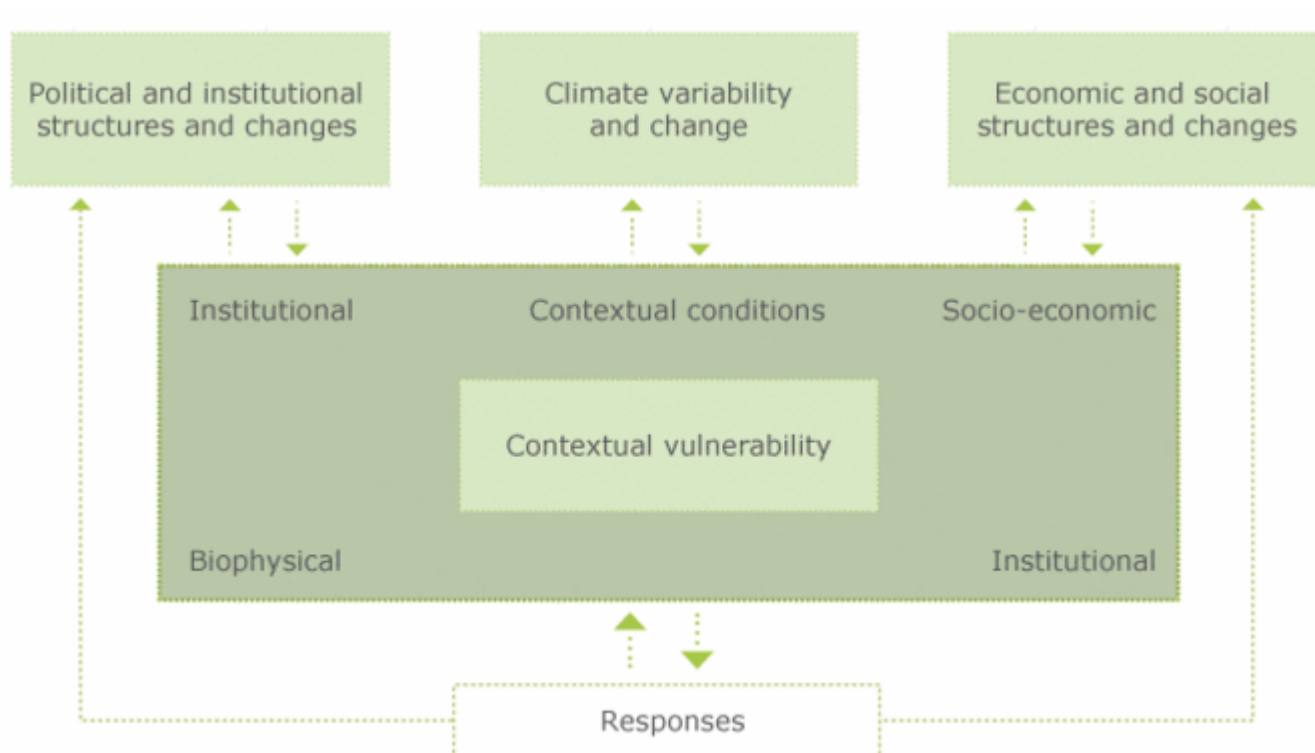 Political and institutional
structures and changes
Climate variability
and change
Economic and social
structures and changes
Institutional
Contextual conditions
Socio-economic
Contextual vulnerability
Biophysical
Institutional
Responses